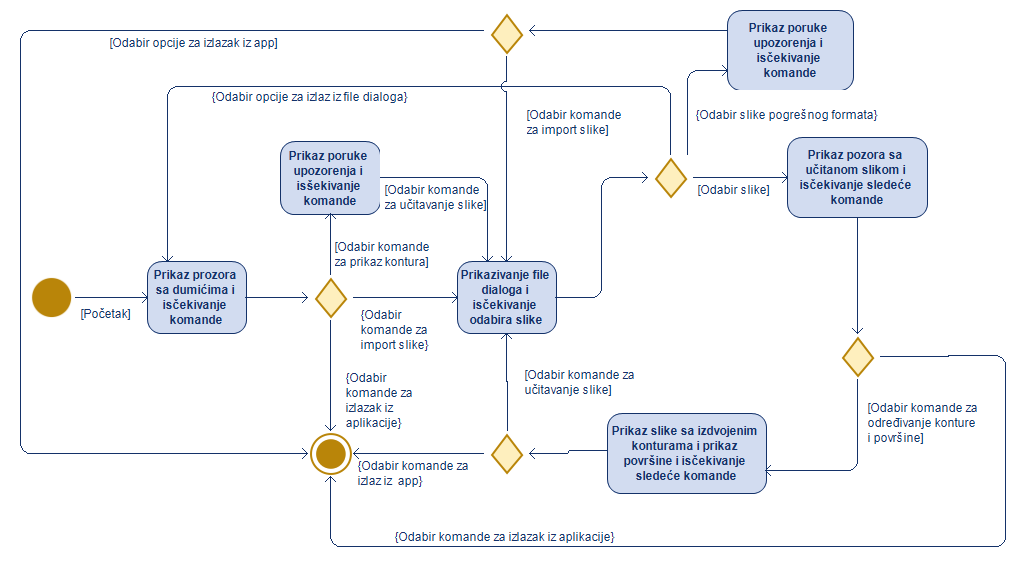 Prikaz poruke
upozorenja i
isčekivanje
komande
[Odabir opcije za izlazak iz app]
{Odabir opcije za izlaz iz file dialoga}
[Odabir komande
za import slike]
{Odabir slike pogrešnog formata}
Prikaz poruke
upozorenja i
isšekivanje
komande
[Odabir komande
za učitavanje slike]
[Odabir slike]
Prikaz pozora sa
učitanom slikom i
isčekivanje sledeće
komande
[Odabir komande
za prikaz kontura]
Prikaz prozora
sa dumićima i
isčekivanje
komande
[Početak]
Prikazivanje file
dialoga i
isčekivanje
odabira slike
{Odabir
komande za
import slike}
{Odabir
komande za
izlazak iz
aplikacije}
[Odabir komande za
učitavanje slike]
[Odabir komande za
određivanje konture
i površine]
Prikaz slike sa izdvojenim
konturama i prikaz
površine i isčekivanje
sledeće komande
{Odabir komande za
izlaz iz app}
{Odabir komande za izlazak iz aplikacije}